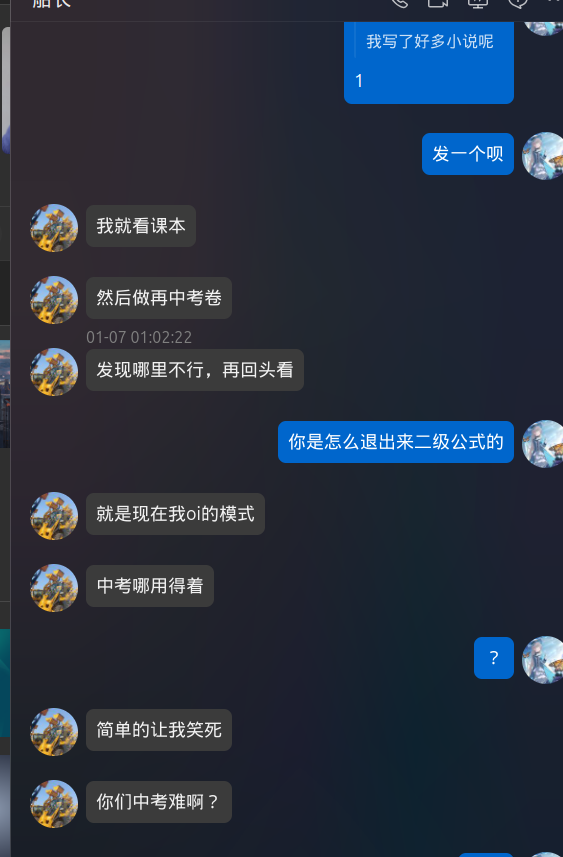 船长
我写了好多小说呢
1
发一个呗
我就看课本
然后做再中考卷
01-07 01:02:22
发现哪里不行，再回头看
你是怎么退出来二级公式的
就是现在我oi的模式
中考哪用得着
？
简单的让我笑死
你们中考难啊？